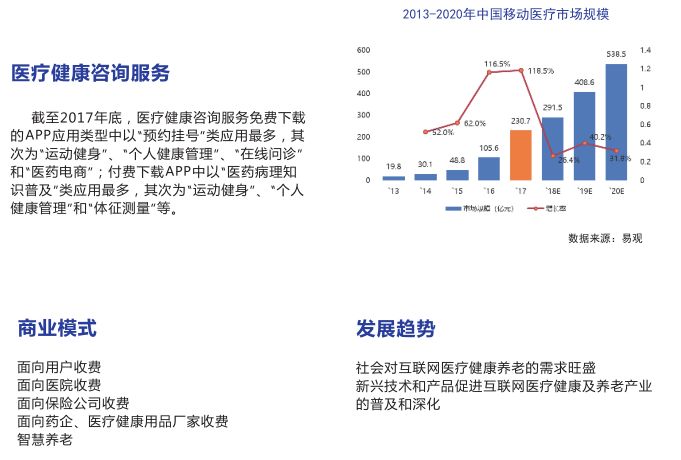 医疗健康咨询服务
截至2017年底，医疗健康咨询服务免费下载
的APP应用类型中以“预约挂号”类应用最多，其
次为“运动健身”、“个人健康管理”、“在线问诊”
和“医药电商”；付费下载APP中以“医药病理知
识普及”类应用最多，其次为“运动健身”、“个人
健康管理”和“体征测量”等。
2013-2020年中国移动医疗市场规模
600
500
400
300
200
100
0
1.4
1.2
1
0.8
0.6
0.4
0.2
0
19.8
30.1
48.8
105.6
230.7
291.5
408.6
538.5
52.0%
62.0%
116.5%
118.5%
26.4%
40.2%
31.8%
`13 `14 `15 `16 `17 `18E `19E `20E
市场规模（亿元） 增长率
数据来源：易观
商业模式
面向用户收费
面向医院收费
面向保险公司收费
面向药企、医疗健康用品厂家收费
智慧养老
发展趋势
社会对互联网医疗健康养老的需求旺盛
新兴技术和产品促进互联网医疗健康及养老产业
的普及和深化